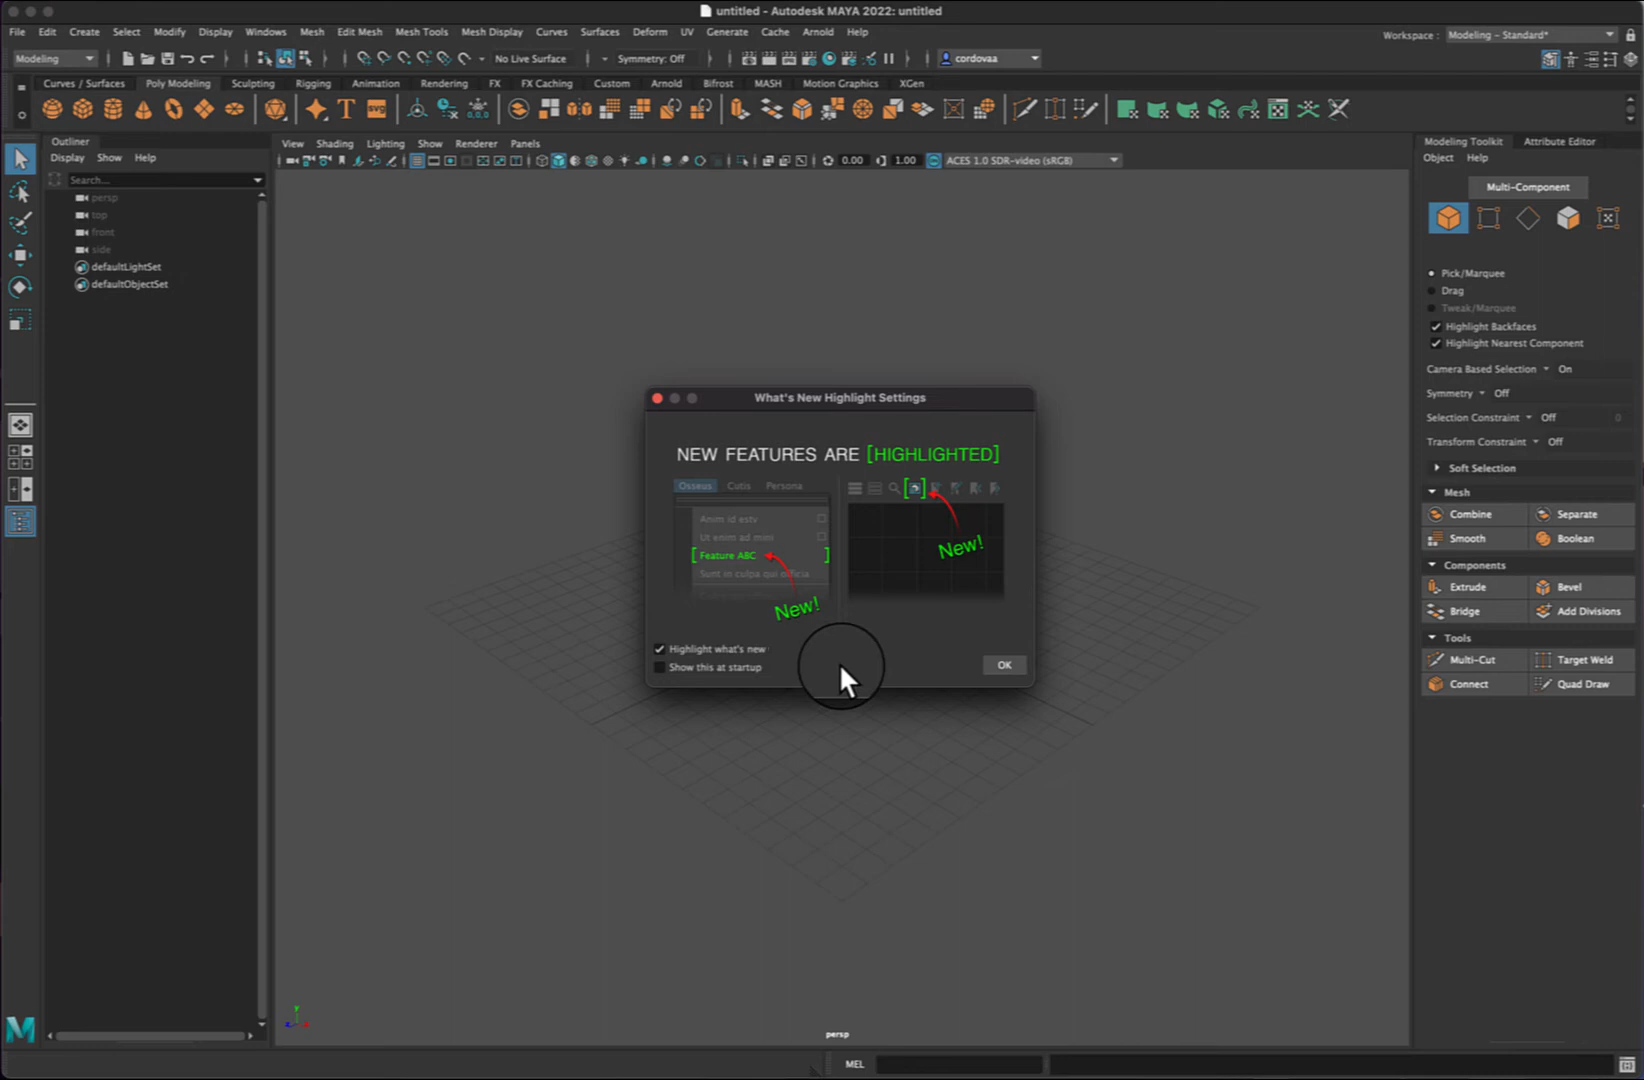 untitled - Autodesk MAYA 2022: untitled
File Edit Create Select Modify Display Windows Mesh Edit Mesh Mesh Tools Mesh Display Curves Surfaces Deform UV Generate Cache Arnold Help
Workspace : Modeling - Standard*
Modeling No Live Surface Symmetry: Off cordovaa
Curves / Surfaces Poly Modeling Sculpting Rigging Animation Rendering FX FX Caching Custom Arnold Bifrost MASH Motion Graphics XGen
T SVG 0,0,0
Outliner
Display Show Help
Search...
persp
top
front
side
defaultLightSet
defaultObjectSet
View Shading Lighting Show Renderer Panels
0.00 1.00 ACES 1.0 SDR-video (sRGB)
What's New Highlight Settings
NEW FEATURES ARE [HIGHLIGHTED]
Osseus Cutis Persona
Anim id estv
Ut enim ad mini
[ Feature ABC ]
Sunt in culpa qui officia
New!
New!
Highlight what's new
Show this at startup
OK
Modeling Toolkit Attribute Editor
Object Help
Multi-Component
Pick/Marquee
Drag
Tweak/Marquee
Highlight Backfaces
Highlight Nearest Component
Camera Based Selection On
Symmetry Off
Selection Constraint Off 0
Transform Constraint Off
Soft Selection
Mesh
Combine Separate
Smooth Boolean
Components
Extrude Bevel
Bridge Add Divisions
Tools
Multi-Cut Target Weld
Connect Quad Draw
persp
M
MEL